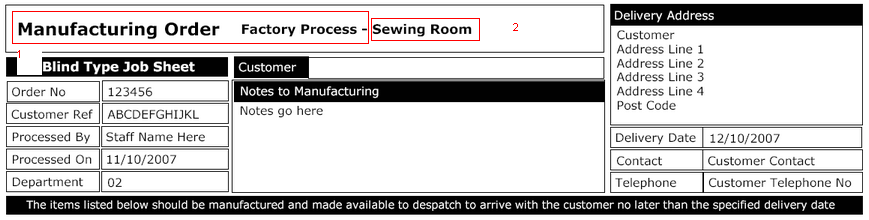 Manufacturing Order Factory Process - Sewing Room 2
1
Blind Type Job Sheet
Order No 123456
Customer Ref ABCDEFGHIJKL
Processed By Staff Name Here
Processed On 11/10/2007
Department 02
Customer
Notes to Manufacturing
Notes go here
Delivery Address
Customer
Address Line 1
Address Line 2
Address Line 3
Address Line 4
Post Code
Delivery Date 12/10/2007
Contact Customer Contact
Telephone Customer Telephone No
The items listed below should be manufactured and made available to despatch to arrive with the customer no later than the specified delivery date